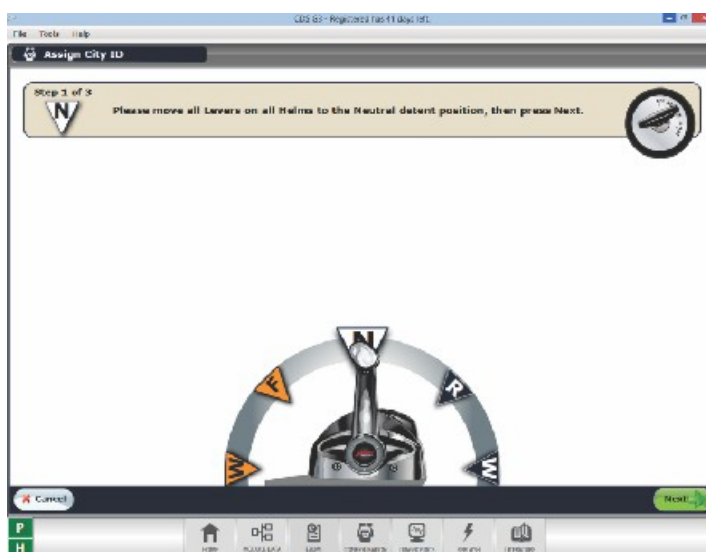 CDS G3 - Registered has 41 days left.
File Tools Help
Assign City ID
Step 1 of 3
N
Please move all Levers on all Helms to the Neutral detent position, then press Next.
N
F
R
W
W
Cancel
Next
P
H
HOME